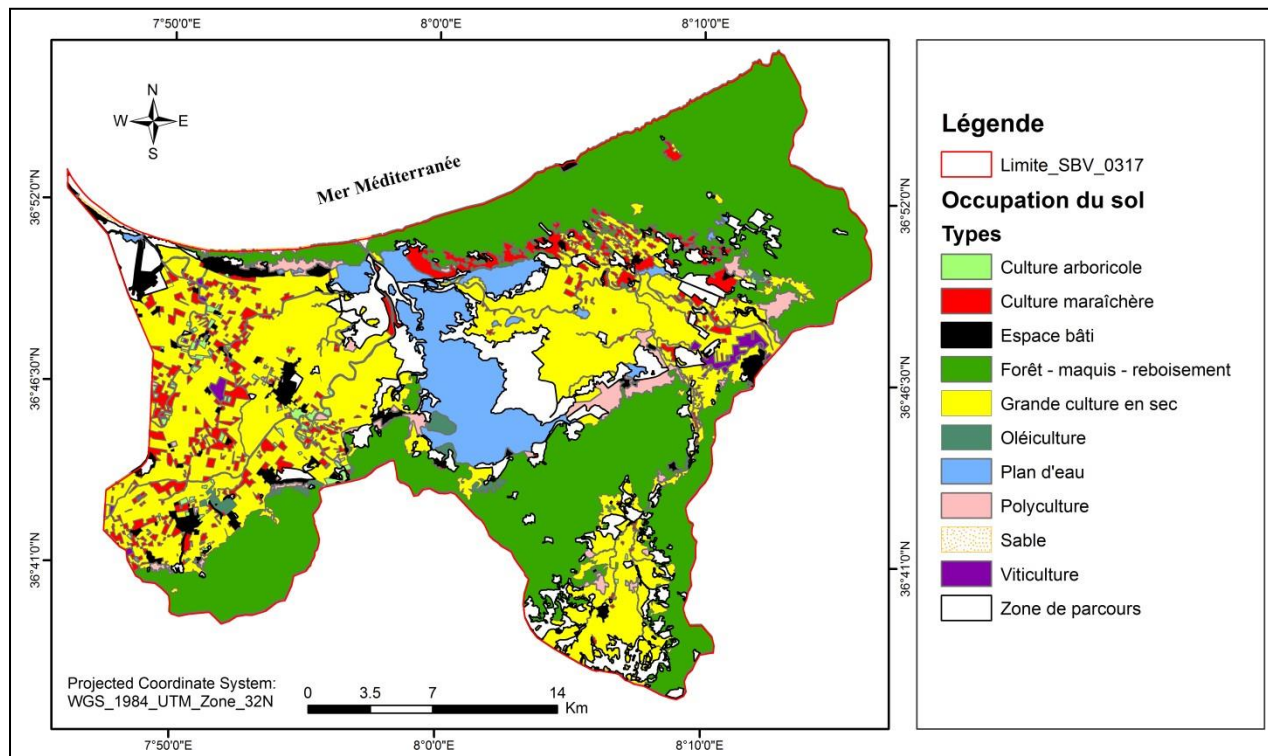 7°50'0"E
8°0'0"E
8°10'0"E
N
W E
S
Mer Méditerranée
36°52'0"N
36°52'0"N
36°46'30"N
36°46'30"N
36°41'0"N
36°41'0"N
Projected Coordinate System:
WGS_1984_UTM_Zone_32N
0 3.5 7 14
Km
7°50'0"E
8°0'0"E
8°10'0"E
Légende
Limite_SBV_0317
Occupation du sol
Types
Culture arboricole
Culture maraîchère
Espace bâti
Forêt - maquis - reboisement
Grande culture en sec
Oléiculture
Plan d'eau
Polyculture
Sable
Viticulture
Zone de parcours